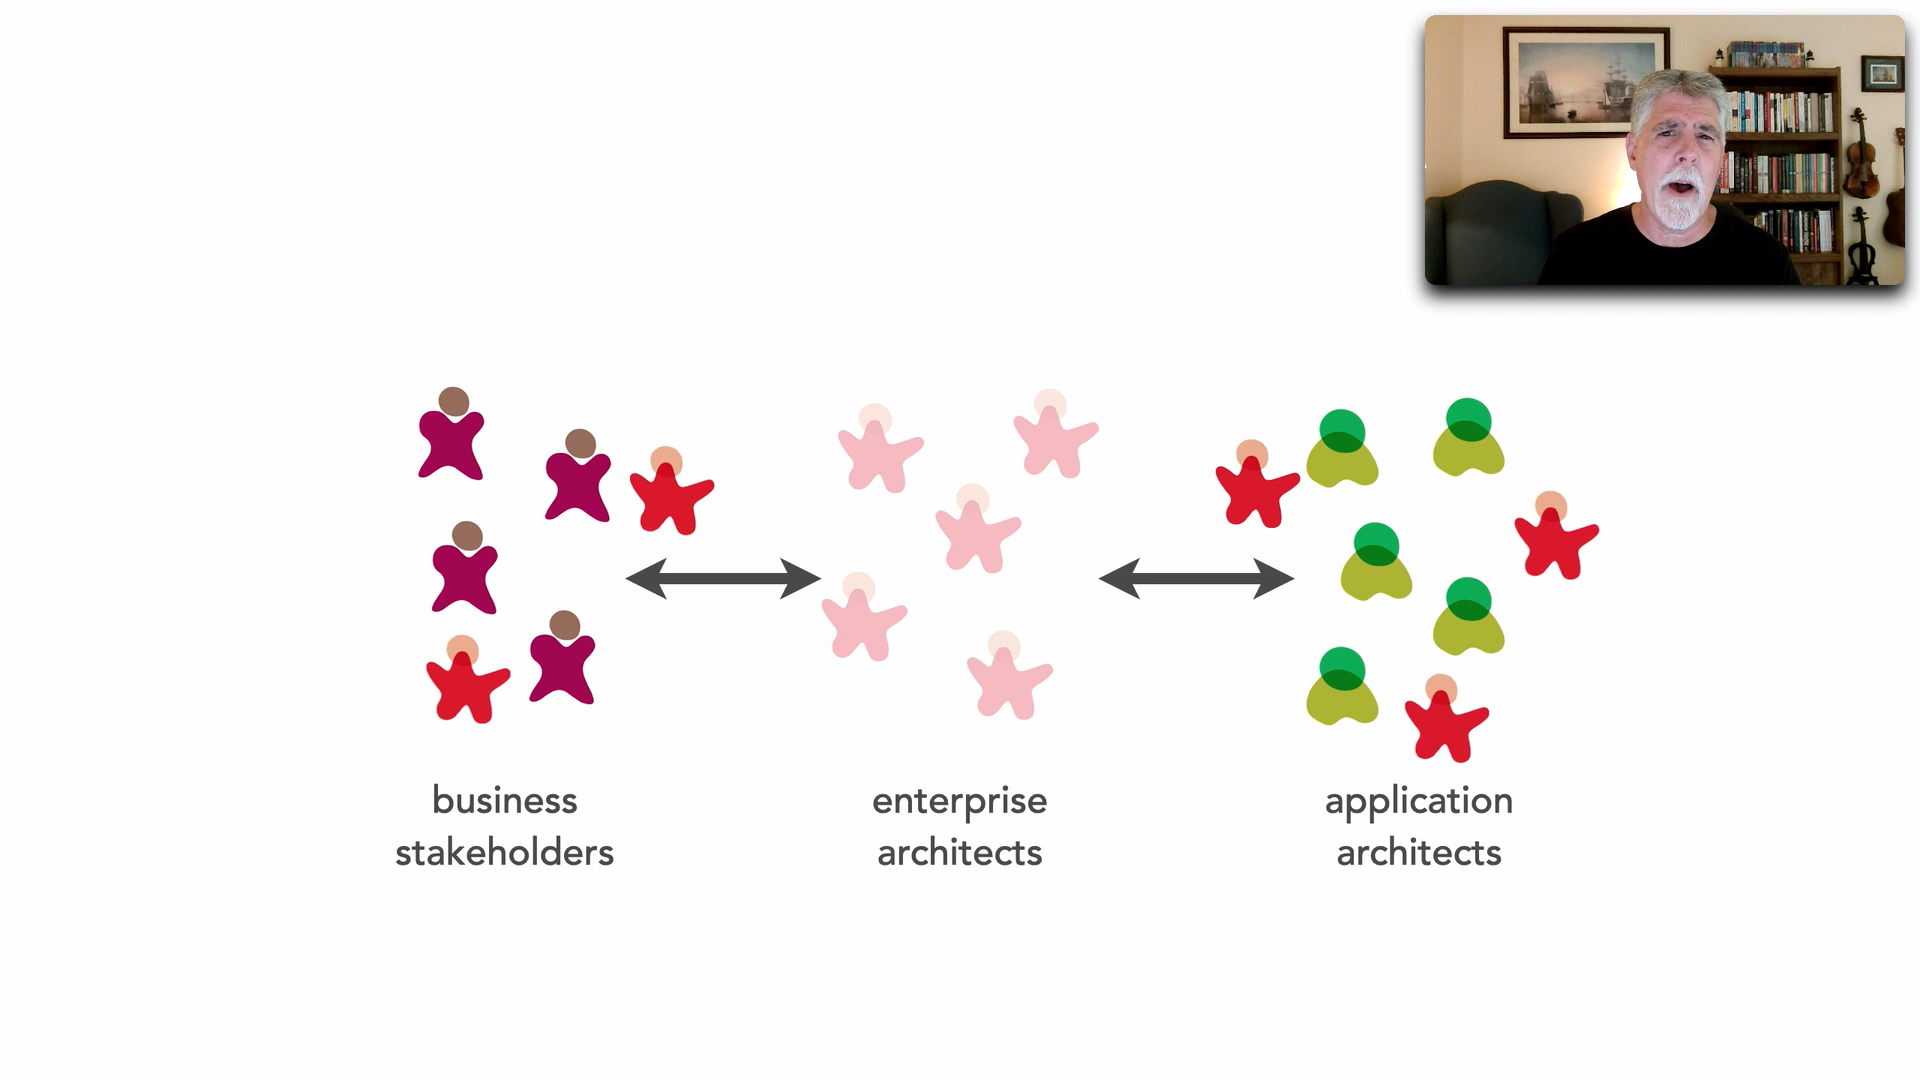 business
stakeholders
enterprise
architects
application
architects